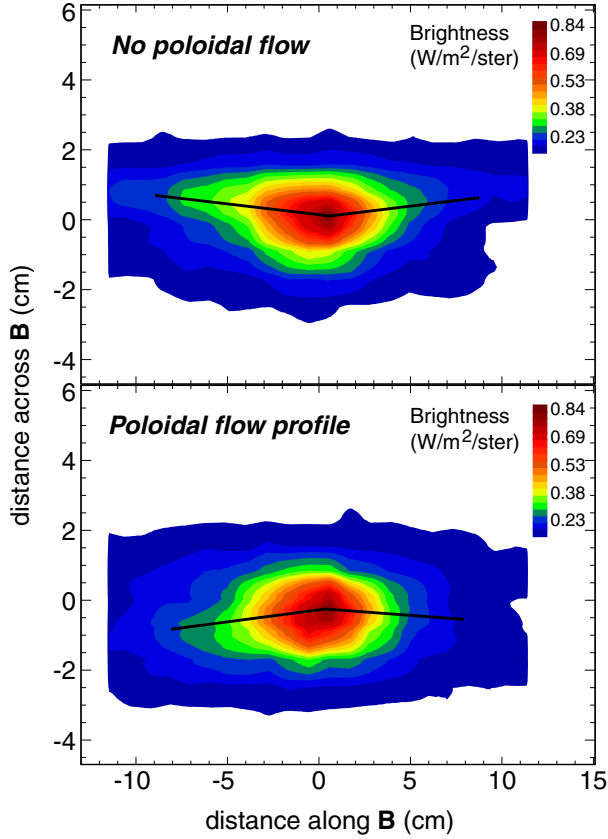 6
No poloidal flow
Brightness
(W/m²/ster)
0.84
0.69
0.53
0.38
0.23
4
2
0
-2
-4
distance across B (cm)
6
Poloidal flow profile
Brightness
(W/m²/ster)
0.84
0.69
0.53
0.38
0.23
4
2
0
-2
-4
-10 -5 0 5 10 15
distance along B (cm)